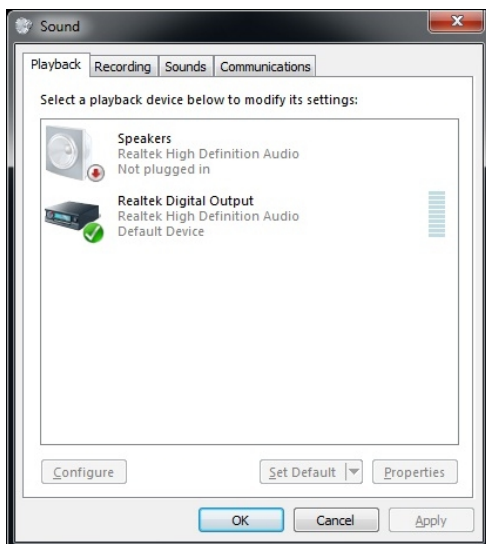 Sound
Playback Recording Sounds Communications
Select a playback device below to modify its settings:
Speakers
Realtek High Definition Audio
Not plugged in
Realtek Digital Output
Realtek High Definition Audio
Default Device
Configure Set Default Properties
OK Cancel Apply